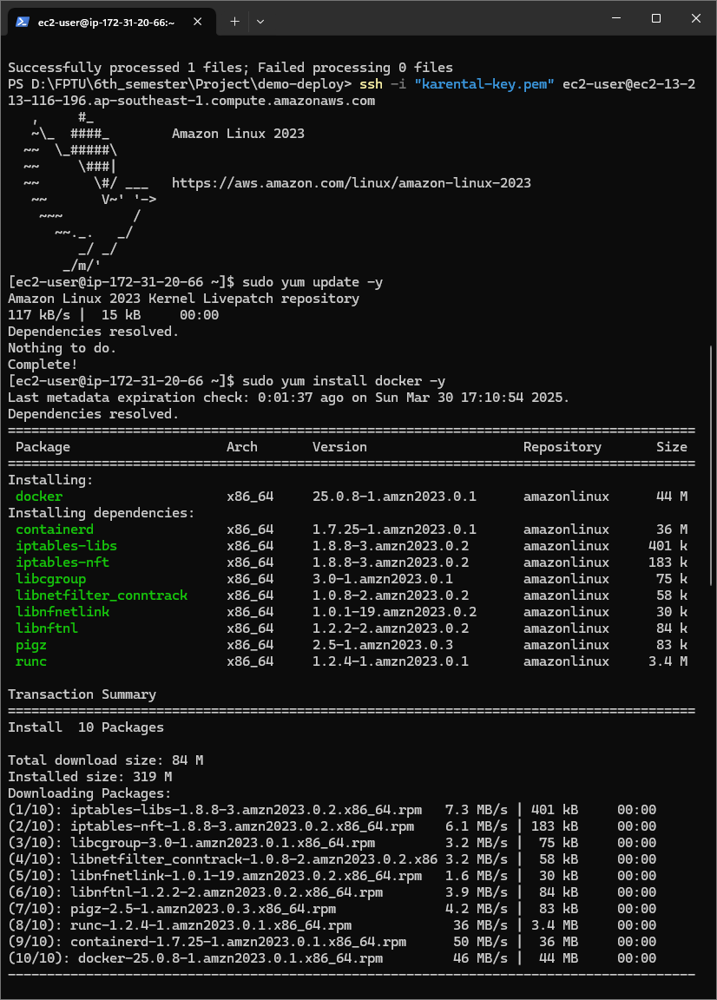 ec2-user@ip-172-31-20-66:~
Successfully processed 1 files; Failed processing 0 files
PS D:\FPTU\6th_semester\Project\demo-deploy> ssh -i "karental-key.pem" ec2-user@ec2-13-2
13-116-196.ap-southeast-1.compute.amazonaws.com
   ,     #_
   ~\_  ####_        Amazon Linux 2023
  ~~  \_#####\
  ~~     \###|
  ~~       \#/ ___   https://aws.amazon.com/linux/amazon-linux-2023
   ~~       V~' '->
    ~~~         /
      ~~._.   _/
         _/ _/
       _/m/'
[ec2-user@ip-172-31-20-66 ~]$ sudo yum update -y
Amazon Linux 2023 Kernel Livepatch repository
117 kB/s |  15 kB     00:00
Dependencies resolved.
Nothing to do.
Complete!
[ec2-user@ip-172-31-20-66 ~]$ sudo yum install docker -y
Last metadata expiration check: 0:01:37 ago on Sun Mar 30 17:10:54 2025.
Dependencies resolved.
========================================================================================
 Package                    Arch       Version                    Repository       Size
========================================================================================
Installing:
 docker                     x86_64     25.0.8-1.amzn2023.0.1      amazonlinux      44 M
Installing dependencies:
 containerd                 x86_64     1.7.25-1.amzn2023.0.1      amazonlinux      36 M
 iptables-libs              x86_64     1.8.8-3.amzn2023.0.2       amazonlinux     401 k
 iptables-nft               x86_64     1.8.8-3.amzn2023.0.2       amazonlinux     183 k
 libcgroup                  x86_64     3.0-1.amzn2023.0.1         amazonlinux      75 k
 libnetfilter_conntrack     x86_64     1.0.8-2.amzn2023.0.2       amazonlinux      58 k
 libnfnetlink               x86_64     1.0.1-19.amzn2023.0.2      amazonlinux      30 k
 libnftnl                   x86_64     1.2.2-2.amzn2023.0.2       amazonlinux      84 k
 pigz                       x86_64     2.5-1.amzn2023.0.3         amazonlinux      83 k
 runc                       x86_64     1.2.4-1.amzn2023.0.1       amazonlinux     3.4 M
Transaction Summary
========================================================================================
Install  10 Packages
Total download size: 84 M
Installed size: 319 M
Downloading Packages:
(1/10): iptables-libs-1.8.8-3.amzn2023.0.2.x86_64.rpm   7.3 MB/s | 401 kB     00:00
(2/10): iptables-nft-1.8.8-3.amzn2023.0.2.x86_64.rpm    6.1 MB/s | 183 kB     00:00
(3/10): libcgroup-3.0-1.amzn2023.0.1.x86_64.rpm         3.2 MB/s |  75 kB     00:00
(4/10): libnetfilter_conntrack-1.0.8-2.amzn2023.0.2.x86 3.2 MB/s |  58 kB     00:00
(5/10): libnfnetlink-1.0.1-19.amzn2023.0.2.x86_64.rpm   1.6 MB/s |  30 kB     00:00
(6/10): libnftnl-1.2.2-2.amzn2023.0.2.x86_64.rpm        3.9 MB/s |  84 kB     00:00
(7/10): pigz-2.5-1.amzn2023.0.3.x86_64.rpm              4.2 MB/s |  83 kB     00:00
(8/10): runc-1.2.4-1.amzn2023.0.1.x86_64.rpm             36 MB/s | 3.4 MB     00:00
(9/10): containerd-1.7.25-1.amzn2023.0.1.x86_64.rpm      50 MB/s |  36 MB     00:00
(10/10): docker-25.0.8-1.amzn2023.0.1.x86_64.rpm         46 MB/s |  44 MB     00:00
----------------------------------------------------------------------------------------